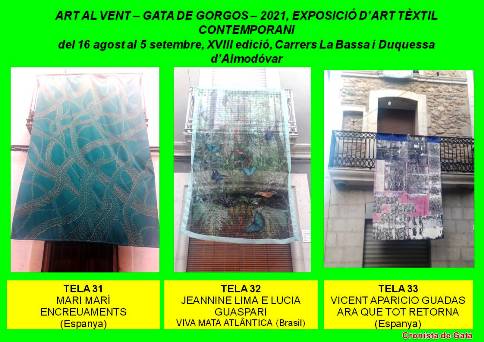 ART AL VENT – GATA DE GORGOS – 2021, EXPOSICIÓ D'ART TÈXTIL
CONTEMPORANi
del 16 agost al 5 setembre, XVIII edició, Carrers La Bassa i Duquessa
d'Almodóvar
TELA 31
MARI MARÍ
ENCREUAMENTS
(Espanya)
TELA 32
JEANNINE LIMA E LUCIA
GUASPARI
VIVA MATA ATLÁNTICA (Brasil)
TELA 33
VICENT APARICIO GUADAS
ARA QUE TOT RETORNA
(Espanya)
Cronista de Gata